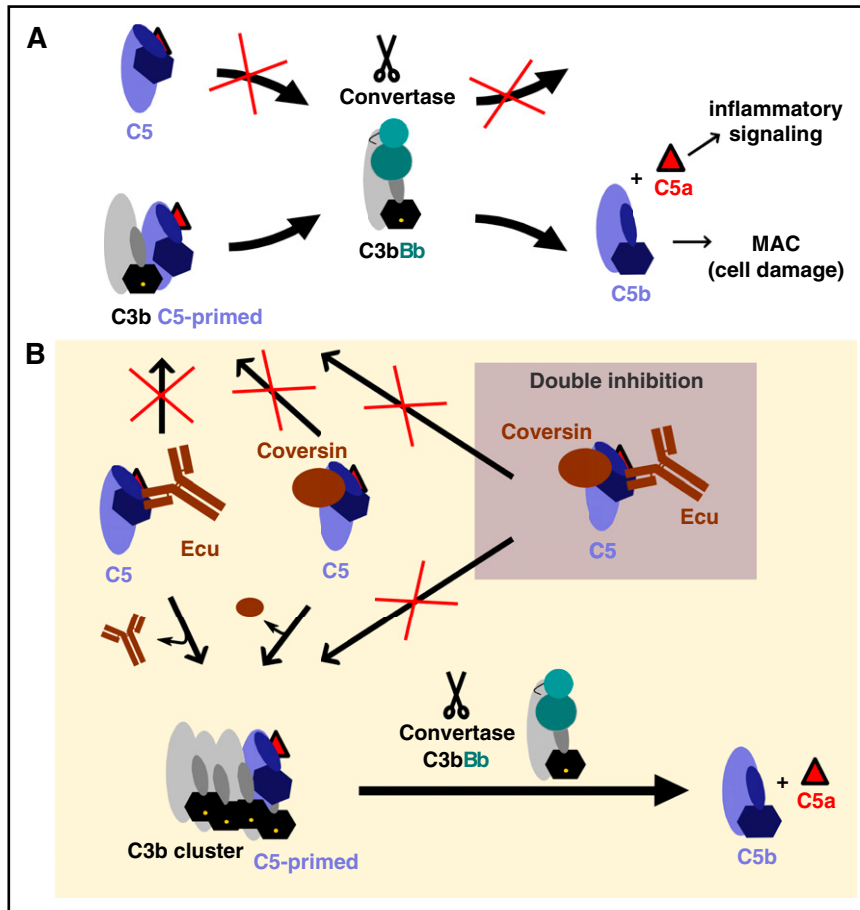 A
C5
Convertase
C3bBb
C3b C5-primed
inflammatory
signaling
+
C5a
C5b
MAC
(cell damage)
B
Double inhibition
Coversin
Ecu
C5
Coversin
C5
Ecu
C5
Convertase
C3bBb
C3b cluster
C5-primed
+
C5a
C5b